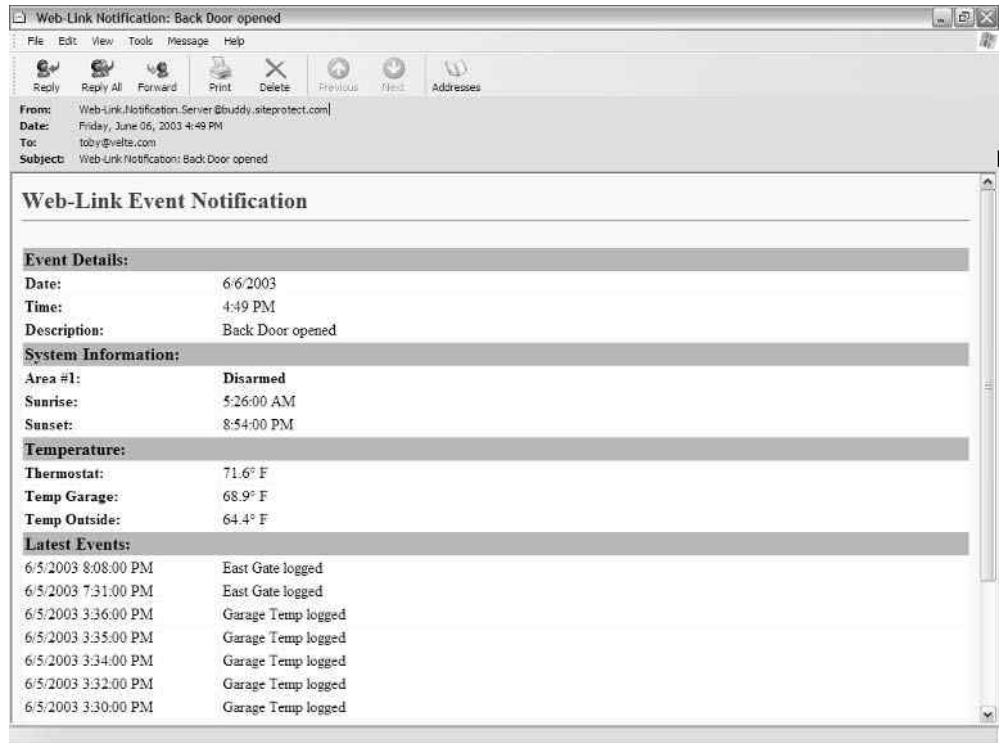 Web-Link Notification: Back Door opened
File Edit View Tools Message Help
Reply Reply All Forward Print Delete Previous Next Addresses
From: Web-Link.Notification.Server@buddy.siteprotect.com
Date: Friday, June 06, 2003 4:49 PM
To: toby@velte.com
Subject: Web-Link Notification: Back Door opened
Web-Link Event Notification
Event Details:
Date: 6/6/2003
Time: 4:49 PM
Description: Back Door opened
System Information:
Area #1: Disarmed
Sunrise: 5:26:00 AM
Sunset: 8:54:00 PM
Temperature:
Thermostat: 71.6° F
Temp Garage: 68.9° F
Temp Outside: 64.4° F
Latest Events:
6/5/2003 8:08:00 PM East Gate logged
6/5/2003 7:31:00 PM East Gate logged
6/5/2003 3:36:00 PM Garage Temp logged
6/5/2003 3:35:00 PM Garage Temp logged
6/5/2003 3:34:00 PM Garage Temp logged
6/5/2003 3:32:00 PM Garage Temp logged
6/5/2003 3:30:00 PM Garage Temp logged